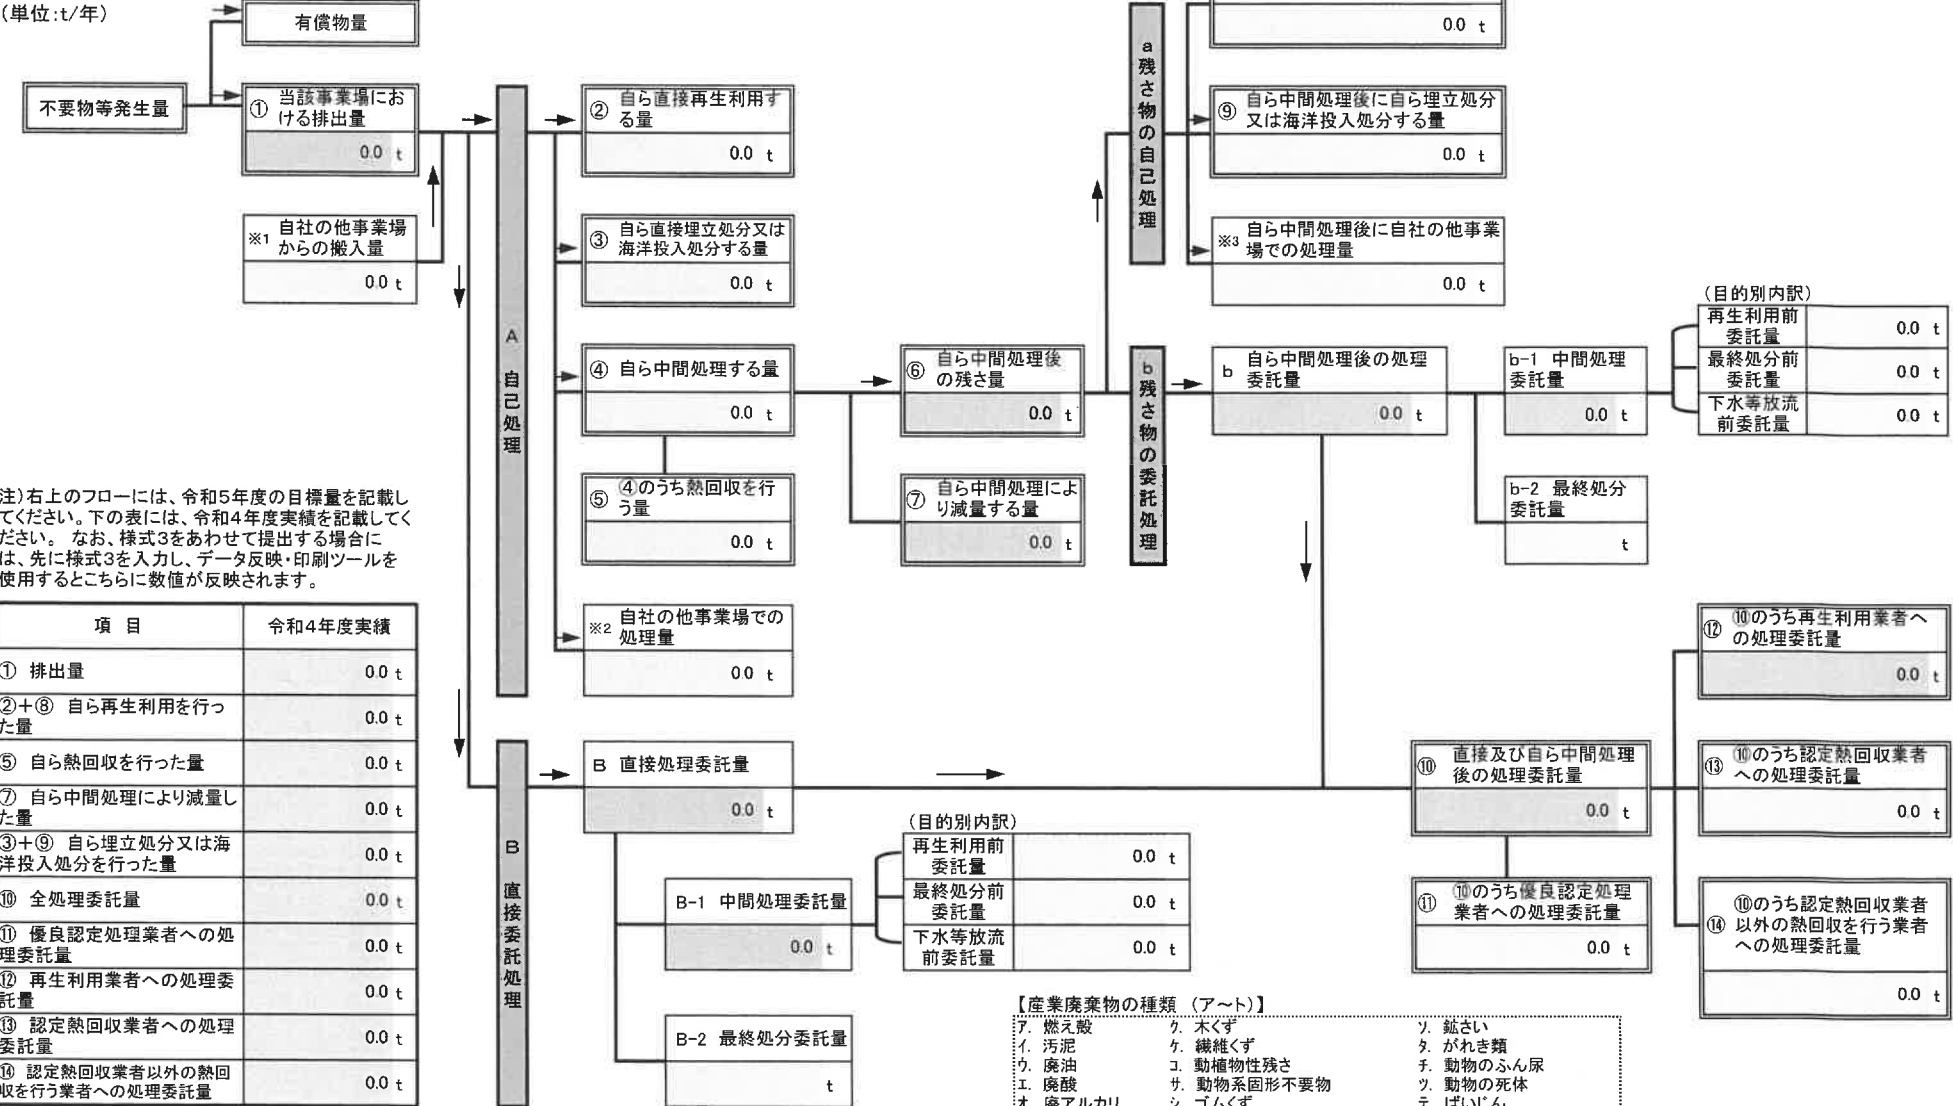 (単位:t/年)
有償物量
不要物等発生量
① 当該事業場にお
ける排出量
0.0 t
※1 自社の他事業場
からの搬入量
0.0 t
A 自己処理
② 自ら直接再生利用す
る量
0.0 t
③ 自ら直接埋立処分又は
海洋投入処分する量
0.0 t
④ 自ら中間処理する量
0.0 t
⑤ ④のうち熱回収を行
う量
0.0 t
※2 自社の他事業場での
処理量
0.0 t
⑥ 自ら中間処理後
の残さ量
0.0 t
⑦ 自ら中間処理によ
り減量する量
0.0 t
a 残さ物の自己処理
0.0 t
⑨ 自ら中間処理後に自ら埋立処分
又は海洋投入処分する量
0.0 t
※3 自ら中間処理後に自社の他事業
場での処理量
0.0 t
b 残さ物の委託処理
b 自ら中間処理後の処理
委託量
0.0 t
b-1 中間処理
委託量
0.0 t
(目的別内訳)
再生利用前
委託量
0.0 t
最終処分前
委託量
0.0 t
下水等放流
前委託量
0.0 t
b-2 最終処分
委託量
t
注)右上のフローには、令和5年度の目標量を記載し
てください。下の表には、令和4年度実績を記載してく
ださい。 なお、様式3をあわせて提出する場合に
は、先に様式3を入力し、データ反映・印刷ツールを
使用するとこちらに数値が反映されます。
項 目 令和4年度実績
① 排出量 0.0 t
②+⑧ 自ら再生利用を行っ
た量
0.0 t
⑤ 自ら熱回収を行った量 0.0 t
⑦ 自ら中間処理により減量し
た量
0.0 t
③+⑨ 自ら埋立処分又は海
洋投入処分を行った量
0.0 t
⑩ 全処理委託量 0.0 t
⑪ 優良認定処理業者への処
理委託量
0.0 t
⑫ 再生利用業者への処理委
託量
0.0 t
⑬ 認定熱回収業者への処理
委託量
0.0 t
⑭ 認定熱回収業者以外の熱回
収を行う業者への処理委託量
0.0 t
B 直接委託処理
B 直接処理委託量
0.0 t
B-1 中間処理委託量
0.0 t
(目的別内訳)
再生利用前
委託量
0.0 t
最終処分前
委託量
0.0 t
下水等放流
前委託量
0.0 t
B-2 最終処分委託量
t
⑩ 直接及び自ら中間処理
後の処理委託量
0.0 t
⑪ ⑩のうち優良認定処理
業者への処理委託量
0.0 t
⑫ ⑩のうち再生利用業者へ
の処理委託量
0.0 t
⑬ ⑩のうち認定熱回収業者
への処理委託量
0.0 t
⑭ ⑩のうち認定熱回収業者
以外の熱回収を行う業者
への処理委託量
0.0 t
【産業廃棄物の種類 (ア~ト)】
ア. 燃え殻 ク. 木くず ソ. 鉱さい
イ. 汚泥 ケ. 繊維くず タ. がれき類
ウ. 廃油 コ. 動植物性残さ チ. 動物のふん尿
エ. 廃酸 サ. 動物系固形不要物 ツ. 動物の死体
オ. 廃アルカリ シ. ゴムくず テ. ばいじん